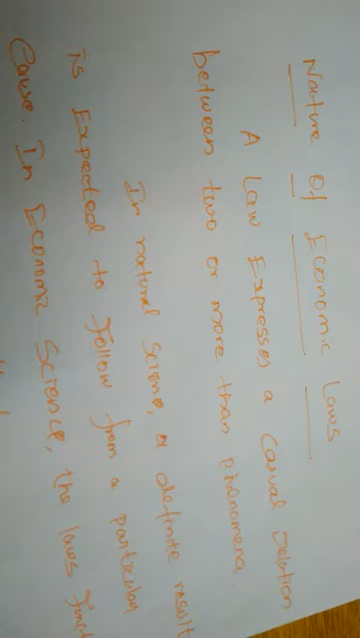 Nature Of Economic Laws
A Law Expresses a Casual relation
between two or more than Phenomena
In natural Science, a definite result
is Expected to follow from a particular
Cause. In Economic Science, the laws